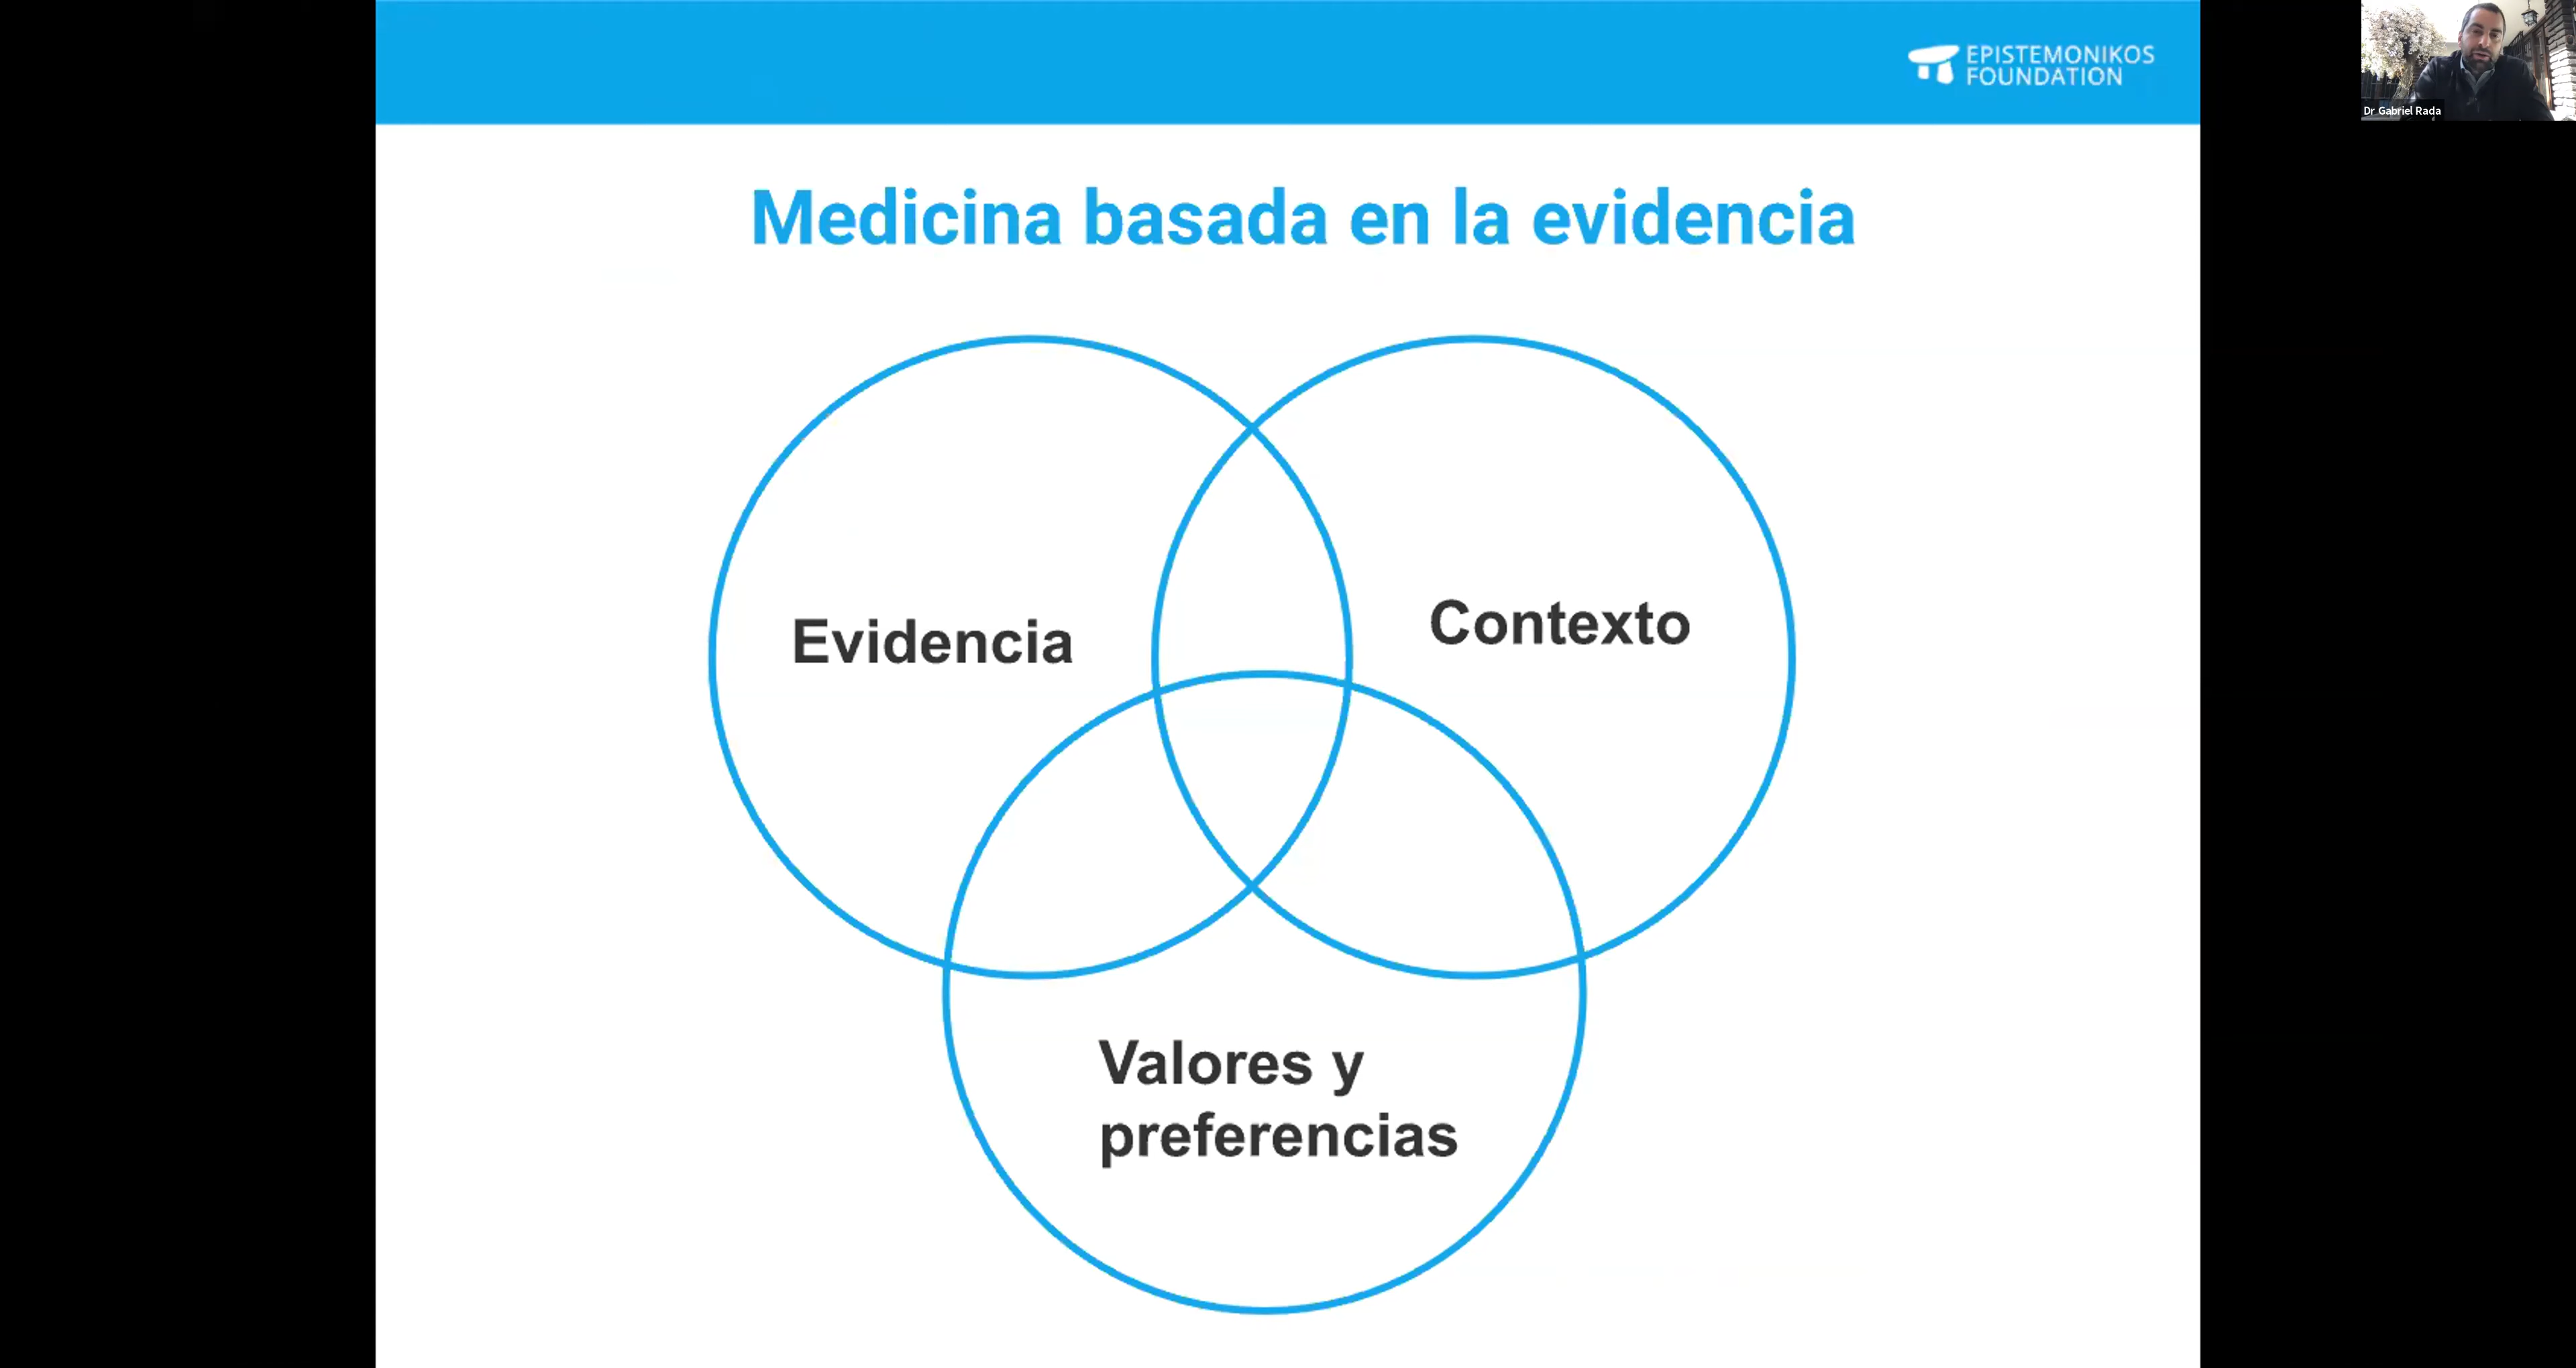 EPISTEMONIKOS
FOUNDATION
Dr Gabriel Rada
Medicina basada en la evidencia
Evidencia
Contexto
Valores y
preferencias